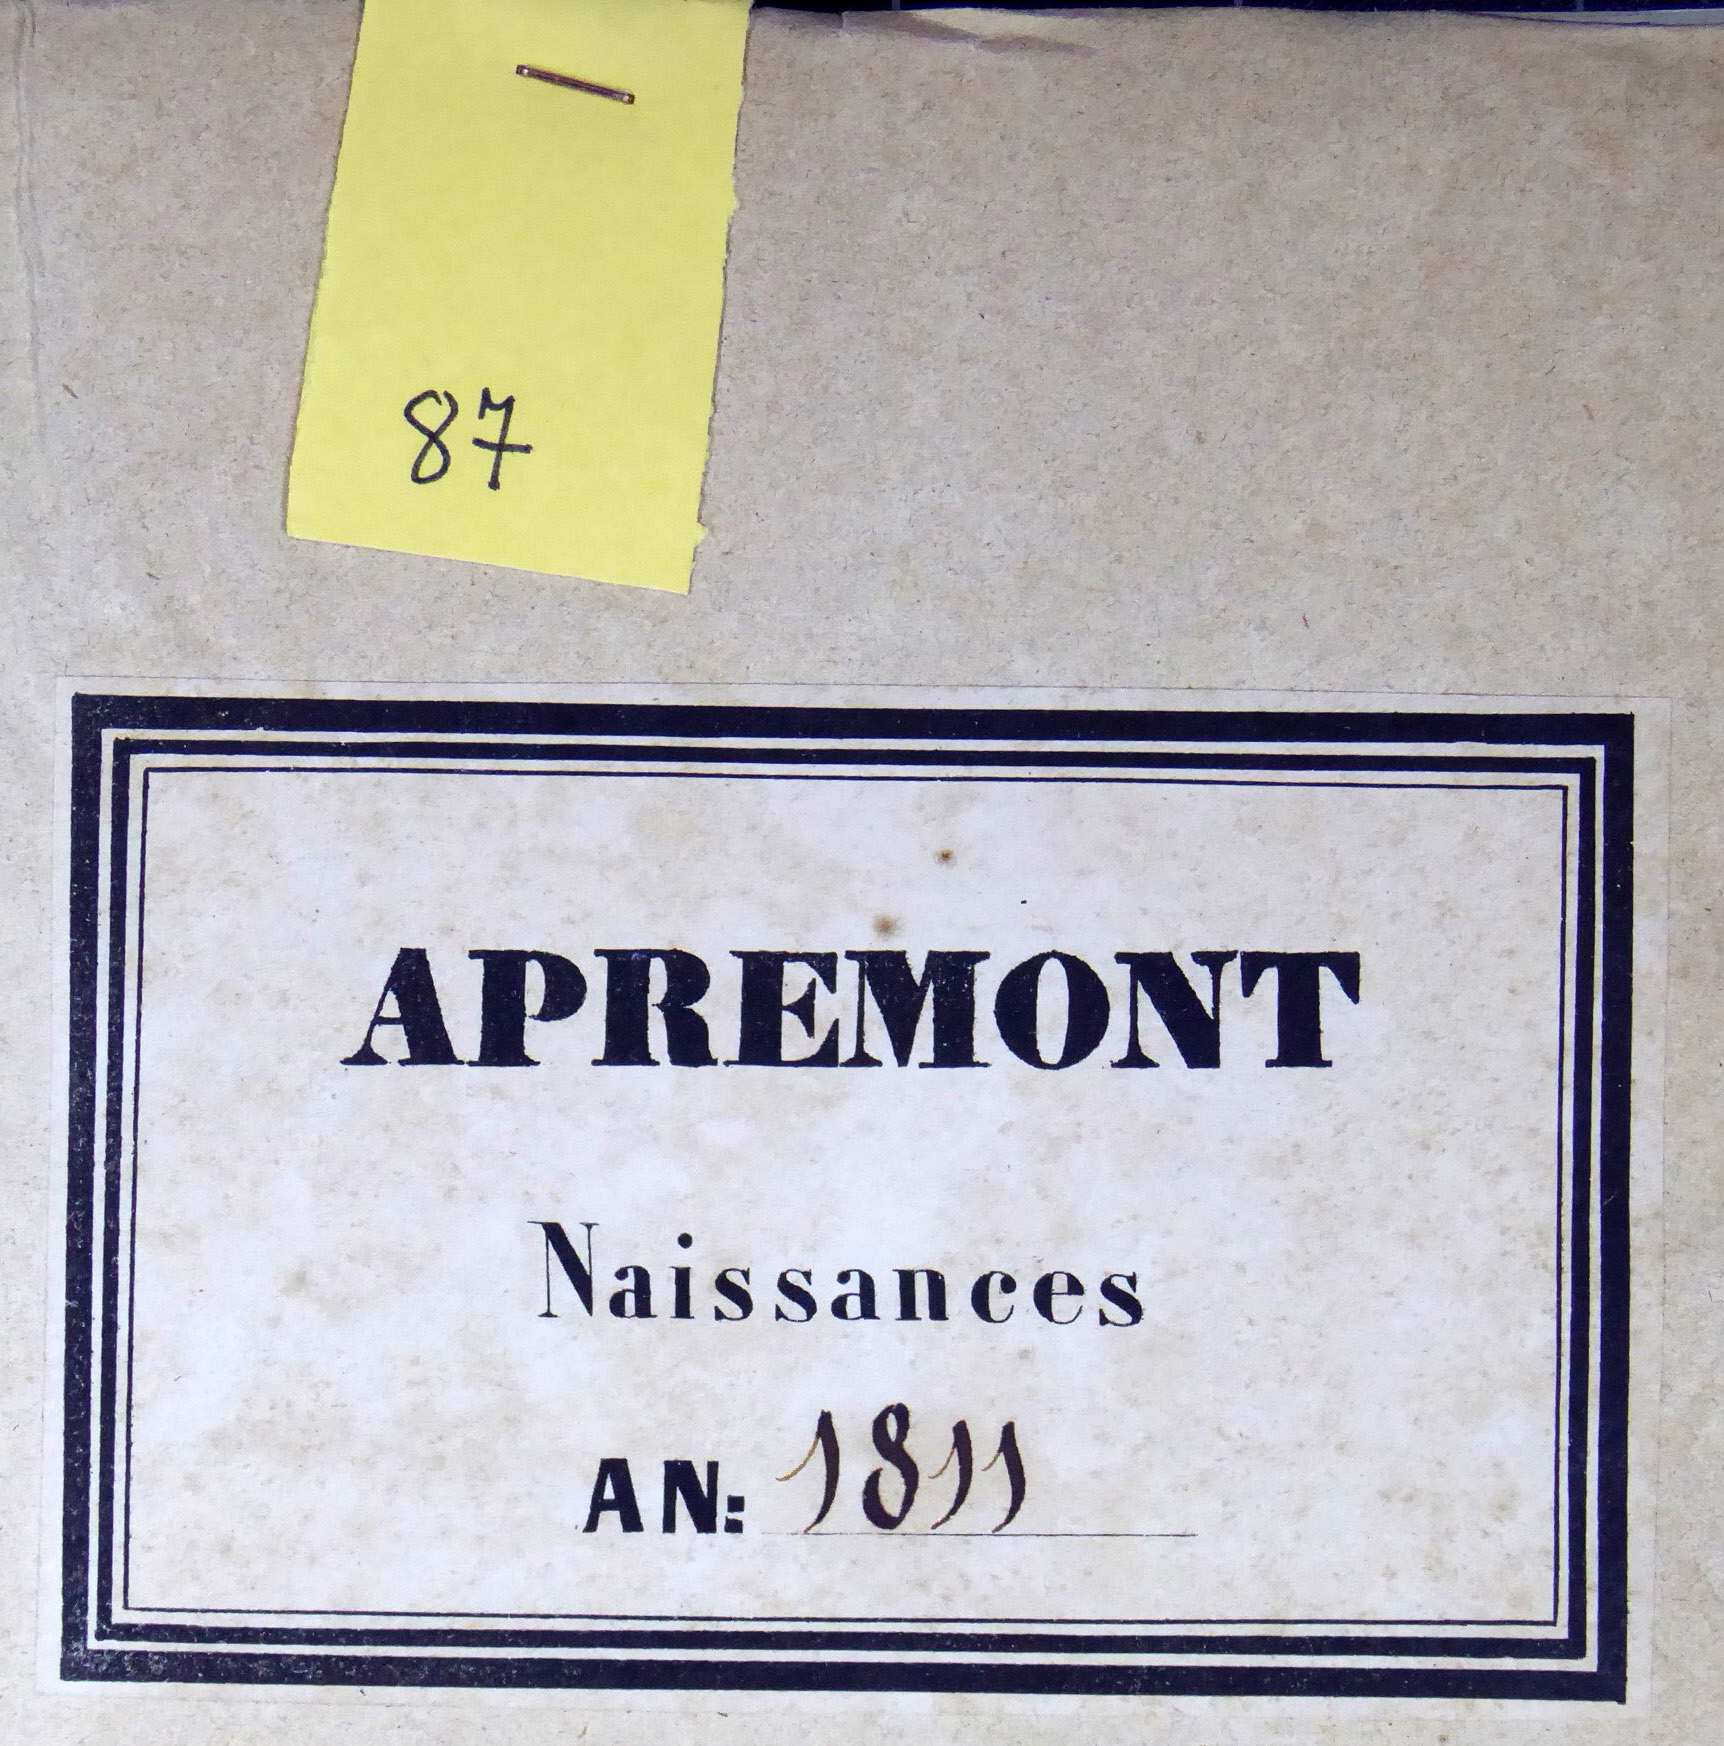 87
APREMONT
Naissances
AN: 1811